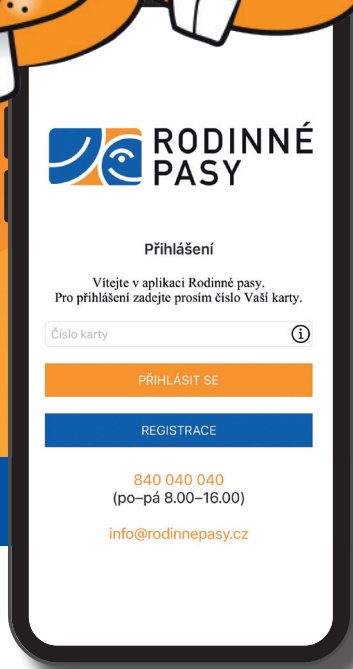 RODINNÉ
PASY
Přihlášení
Vítejte v aplikaci Rodinné pasy.
Pro přihlášení zadejte prosím číslo Vaší karty.
Číslo karty
PŘIHLÁSIT SE
REGISTRACE
840 040 040
(po–pá 8.00–16.00)
info@rodinnepasy.cz